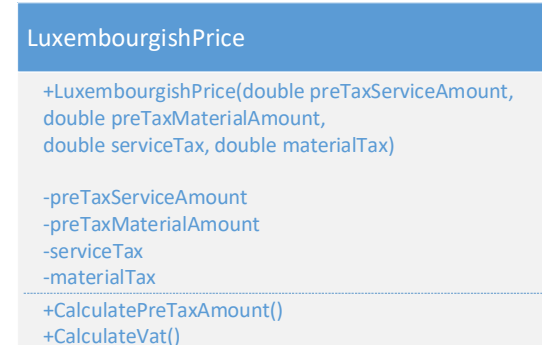 LuxembourgishPrice
+LuxembourgishPrice(double preTaxServiceAmount,
double preTaxMaterialAmount,
double serviceTax, double materialTax)
-preTaxServiceAmount
-preTaxMaterialAmount
-serviceTax
-materialTax
+CalculatePreTaxAmount()
+CalculateVat()